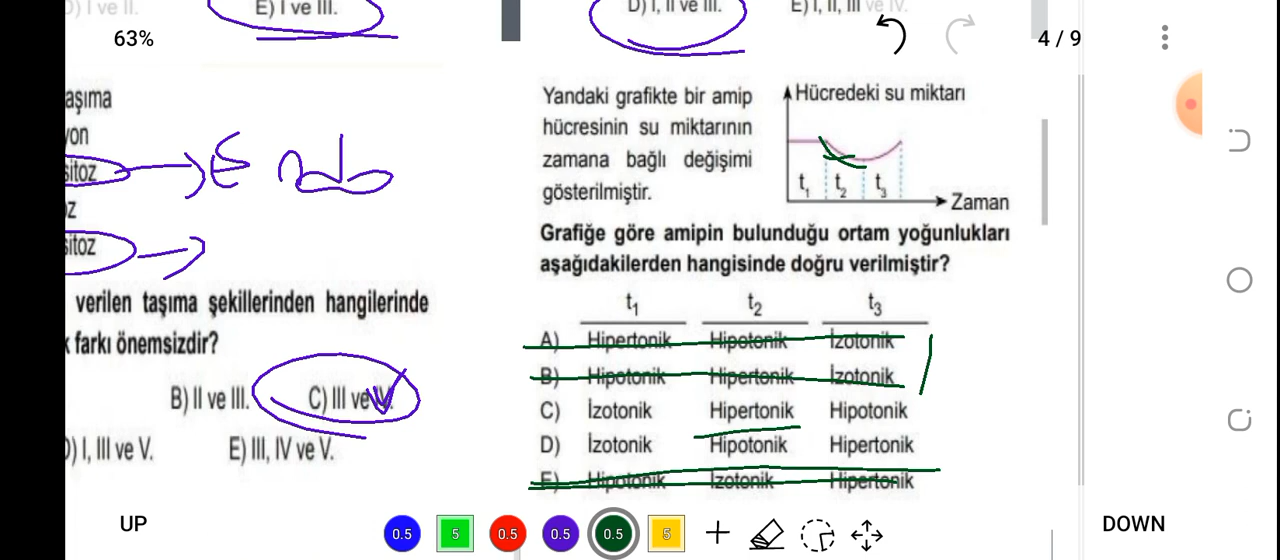 D) I ve II.
E) I ve III.
D) I, II ve III.
E) I, II, III ve IV.
63%
4 / 9
aşıma
yon
sitoz
z
sitoz
verilen taşıma şekillerinden hangilerinde
k farkı önemsizdir?
B) II ve III.
C) III ve IV.
D) I, III ve V.
E) III, IV ve V.
Yandaki grafikte bir amip
hücresinin su miktarının
zamana bağlı değişimi
gösterilmiştir.
Hücredeki su miktarı
t₁ t₂ t₃
Zaman
Grafiğe göre amipin bulunduğu ortam yoğunlukları
aşağıdakilerden hangisinde doğru verilmiştir?
t₁ t₂ t₃
A) Hipertonik Hipotonik İzotonik
B) Hipotonik Hipertonik İzotonik
C) İzotonik Hipertonik Hipotonik
D) İzotonik Hipotonik Hipertonik
E) Hipotonik İzotonik Hipertonik
UP
0.5 5 0.5 0.5 0.5 5
DOWN